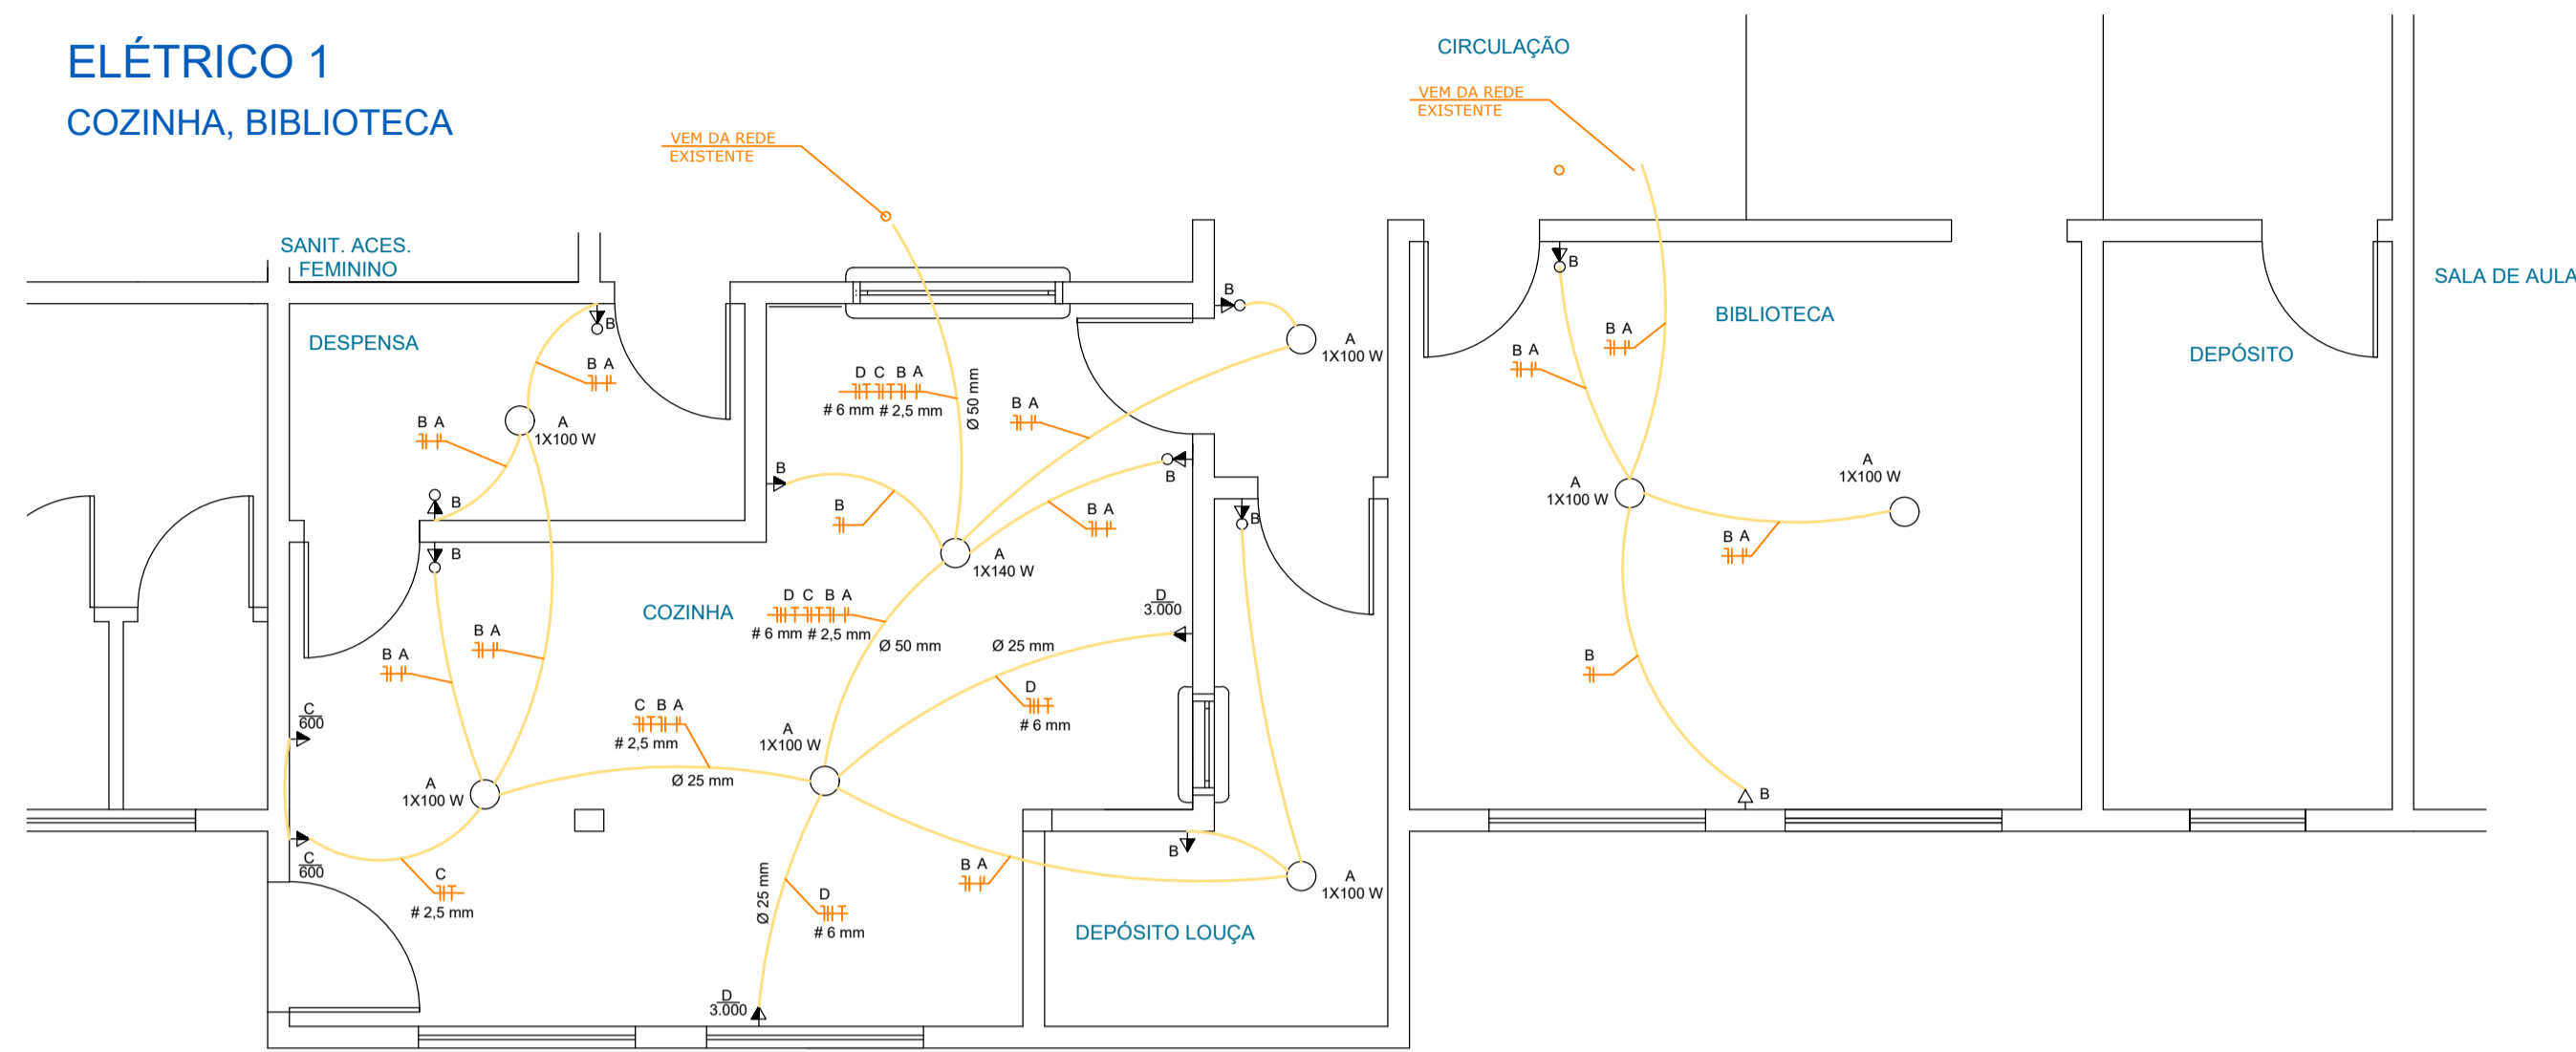 ELÉTRICO 1
COZINHA, BIBLIOTECA
CIRCULAÇÃO
VEM DA REDE
EXISTENTE
VEM DA REDE
EXISTENTE
SANIT. ACES.
FEMININO
SALA DE AULA
B
B
BIBLIOTECA
B
DESPENSA
B A
A
1X100 W
B A
DEPÓSITO
B A
D C B A
# 6 mm # 2,5 mm
Ø 50 mm
B A
B A
A
1X100 W
B A
B
B
A
1X100 W
B
A
1X100 W
B
B A
B
B
B A
A
1X140 W
D C B A
# 6 mm # 2,5 mm
Ø 50 mm
COZINHA
D
3.000
Ø 25 mm
B A
B A
B
D
# 6 mm
C
600
C B A
# 2,5 mm
Ø 25 mm
A
1X100 W
A
1X100 W
B
C
600
C
# 2,5 mm
B A
B
A
1X100 W
Ø 25 mm
D
# 6 mm
DEPÓSITO LOUÇA
D
3.000